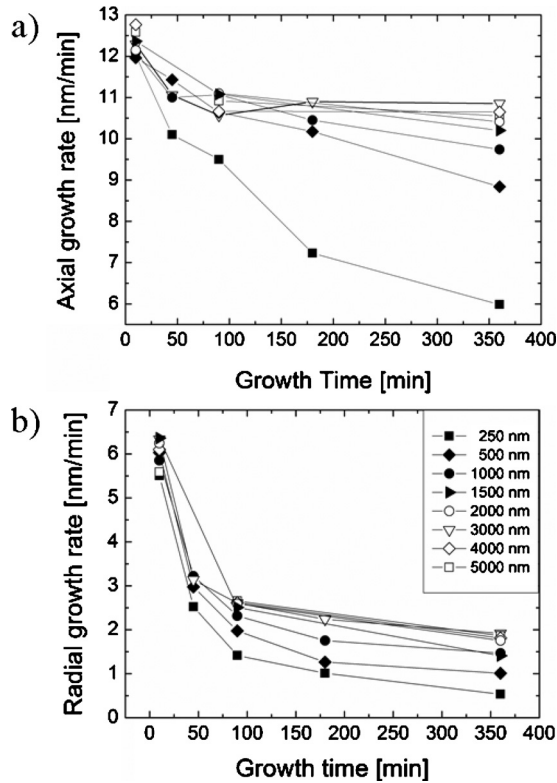 a)
Axial growth rate [nm/min]
13
12
11
10
9
8
7
6
0 50 100 150 200 250 300 350 400
Growth Time [min]
b)
Radial growth rate [nm/min]
7
6
5
4
3
2
1
0
0 50 100 150 200 250 300 350 400
Growth time [min]
250 nm
500 nm
1000 nm
1500 nm
2000 nm
3000 nm
4000 nm
5000 nm